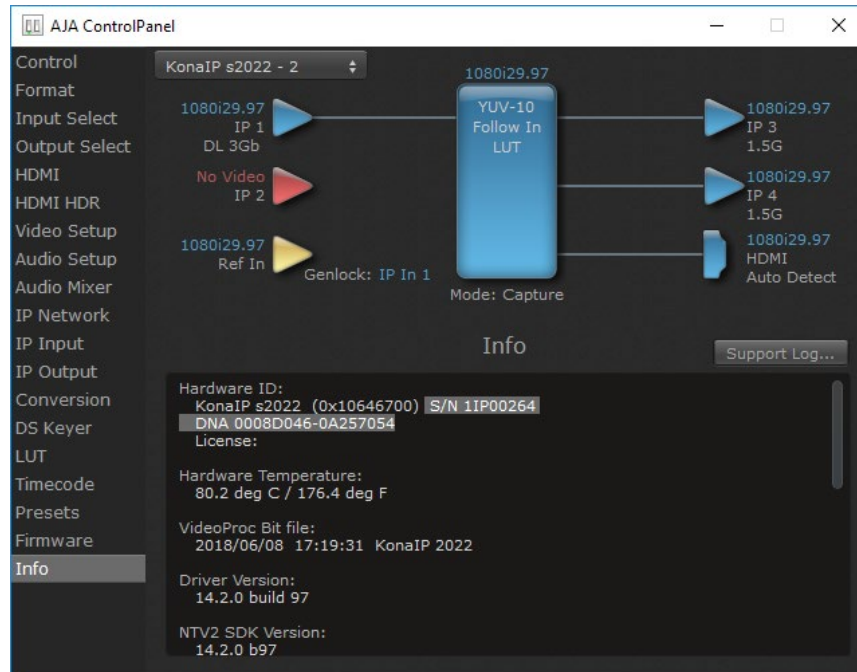 AJA ControlPanel
Control
Format
Input Select
Output Select
HDMI
HDMI HDR
Video Setup
Audio Setup
Audio Mixer
IP Network
IP Input
IP Output
Conversion
DS Keyer
LUT
Timecode
Presets
Firmware
Info
KonaIP s2022 - 2
1080i29.97
IP 1
DL 3Gb
No Video
IP 2
1080i29.97
Ref In
Genlock: IP In 1
1080i29.97
YUV-10
Follow In
LUT
Mode: Capture
1080i29.97
IP 3
1.5G
1080i29.97
IP 4
1.5G
1080i29.97
HDMI
Auto Detect
Info
Support Log...
Hardware ID:
KonaIP s2022 (0x10646700) S/N 1IP00264
DNA 0008D046-0A257054
License:
Hardware Temperature:
80.2 deg C / 176.4 deg F
VideoProc Bit file:
2018/06/08 17:19:31 KonaIP 2022
Driver Version:
14.2.0 build 97
NTV2 SDK Version:
14.2.0 b97